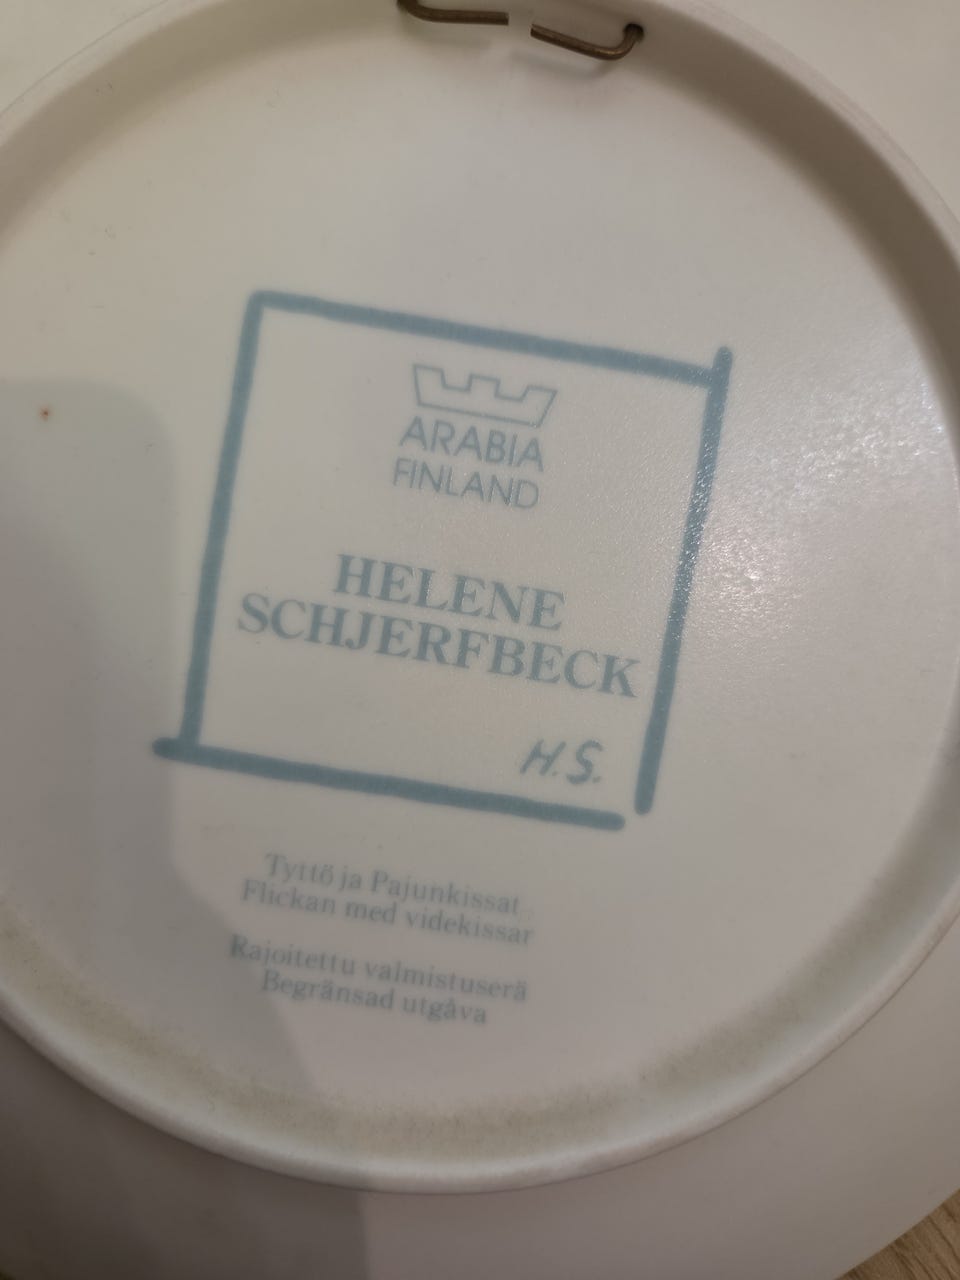 ARABIA
FINLAND
HELENE
SCHJERFBECK
H.S.
Tyttö ja Pajunkissat
Flickan med videkissar
Rajoitettu valmistuserä
Begränsad utgåva